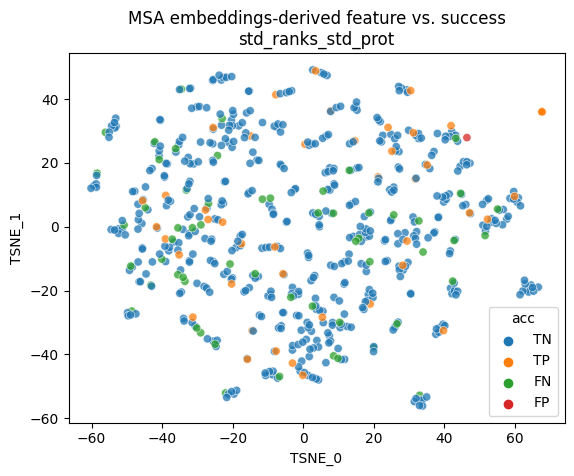 MSA embeddings-derived feature vs. success
std_ranks_std_prot
TSNE_1
40
20
0
−20
−40
−60
−60
−40
−20
0
20
40
60
TSNE_0
acc
TN
TP
FN
FP